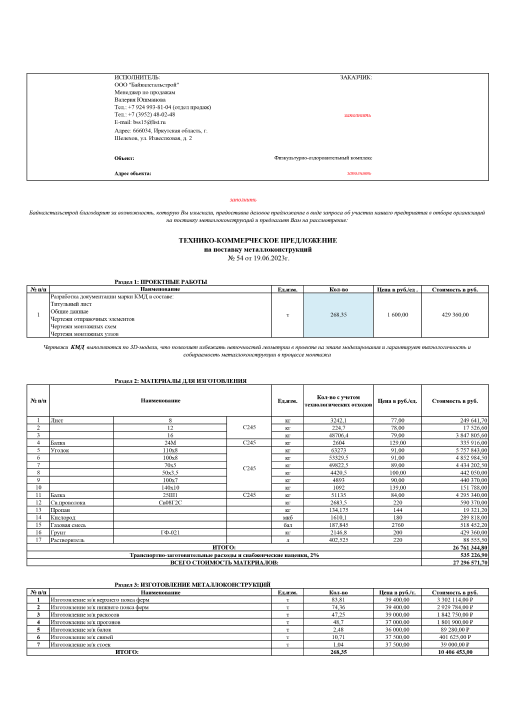 ИСПОЛНИТЕЛЬ: ЗАКАЗЧИК:
ООО "Байкалстальстрой"
Менеджер по продажам
Валерия Юшманова
Тел.: +7 924 993-81-04 (отдел продаж)
Тел.: +7 (3952) 48-02-48 заполнить
E-mail: bss15@list.ru
Адрес: 666034, Иркутская область, г.
Шелехов, ул. Известковая, д. 2
Объект: Физкультурно-оздоровительный комплекс
Адрес объекта: заполнить
заполнить
Байкалстальстрой благодарит за возможность, которую Вы изыскали, предоставив деловое предложение в виде запроса об участии нашего предприятия в отборе организаций
на поставку металлоконструкций и предлагает Вам на рассмотрение:
ТЕХНИКО-КОММЕРЧЕСКОЕ ПРЕДЛОЖЕНИЕ
на поставку металлоконструкций
№ 54 от 19.06.2023г.
Раздел 1: ПРОЕКТНЫЕ РАБОТЫ
№ п/п Наименование Ед.изм. Кол-во Цена в руб./ед. Стоимость в руб.
Разработка документации марки КМД в составе:
Титульный лист
Общие данные
1 Чертежи отправочных элементов т 268,35 1 600,00 429 360,00
Чертежи монтажных схем
Чертежи монтажных узлов
Чертежи КМД выполняются по 3D-модели, что позволяет избежать неточностей геометрии в проекте на этапе моделирования и гарантирует технологичность и
собираемость металлоконструкции в процессе монтажа
Раздел 2: МАТЕРИАЛЫ ДЛЯ ИЗГОТОВЛЕНИЯ
№ п/п Наименование Ед.изм. Кол-во с учетом технологических отходов Цена в руб./ед. Стоимость в руб.
1 Лист 8 кг 3242,1 77,00 249 641,70
2 12 С245 кг 224,7 78,00 17 526,60
3 16 кг 48706,4 79,00 3 847 805,60
4 Балка 24М С245 кг 2604 129,00 335 916,00
5 Уголок 110х8 кг 63273 91,00 5 757 843,00
6 100х8 кг 53329,5 91,00 4 852 984,50
7 70х5 С245 кг 49822,5 89,00 4 434 202,50
8 50х3,5 кг 4420,5 100,00 442 050,00
9 100х7 кг 4893 90,00 440 370,00
10 140х10 кг 1092 139,00 151 788,00
11 Балка 25Ш1 С245 кг 51135 84,00 4 295 340,00
12 Св.проволока Св08Г2С кг 2683,5 220 590 370,00
13 Пропан кг 134,175 144 19 321,20
14 Кислород мкб 1610,1 180 289 818,00
15 Газовая смесь бал 187,845 2760 518 452,20
16 Грунт ГФ-021 кг 2146,8 200 429 360,00
17 Растворитель л 402,525 220 88 555,50
ИТОГО: 26 761 344,80
Транспортно-заготовительные расходы и снабженческие наценки, 2% 535 226,90
ВСЕГО СТОИМОСТЬ МАТЕРИАЛОВ: 27 296 571,70
Раздел 3: ИЗГОТОВЛЕНИЕ МЕТАЛЛОКОНСТРУКЦИЙ
№ п/п Наименование Ед.изм. Кол-во Цена в руб./т. Стоимость в руб.
1 Изготовление м/к верхнего пояса ферм т 83,81 39 400,00 3 302 114,00 ₽
2 Изготовление м/к нижнего пояса ферм т 74,36 39 400,00 2 929 784,00 ₽
3 Изготовление м/к раскосов т 47,25 39 000,00 1 842 750,00 ₽
4 Изготовление м/к прогонов т 48,7 37 000,00 1 801 900,00 ₽
5 Изготовление м/к балок т 2,48 36 000,00 89 280,00 ₽
6 Изготовление м/к связей т 10,71 37 500,00 401 625,00 ₽
7 Изготовление м/к стоек т 1,04 37 500,00 39 000,00 ₽
ИТОГО: 268,35 10 406 453,00